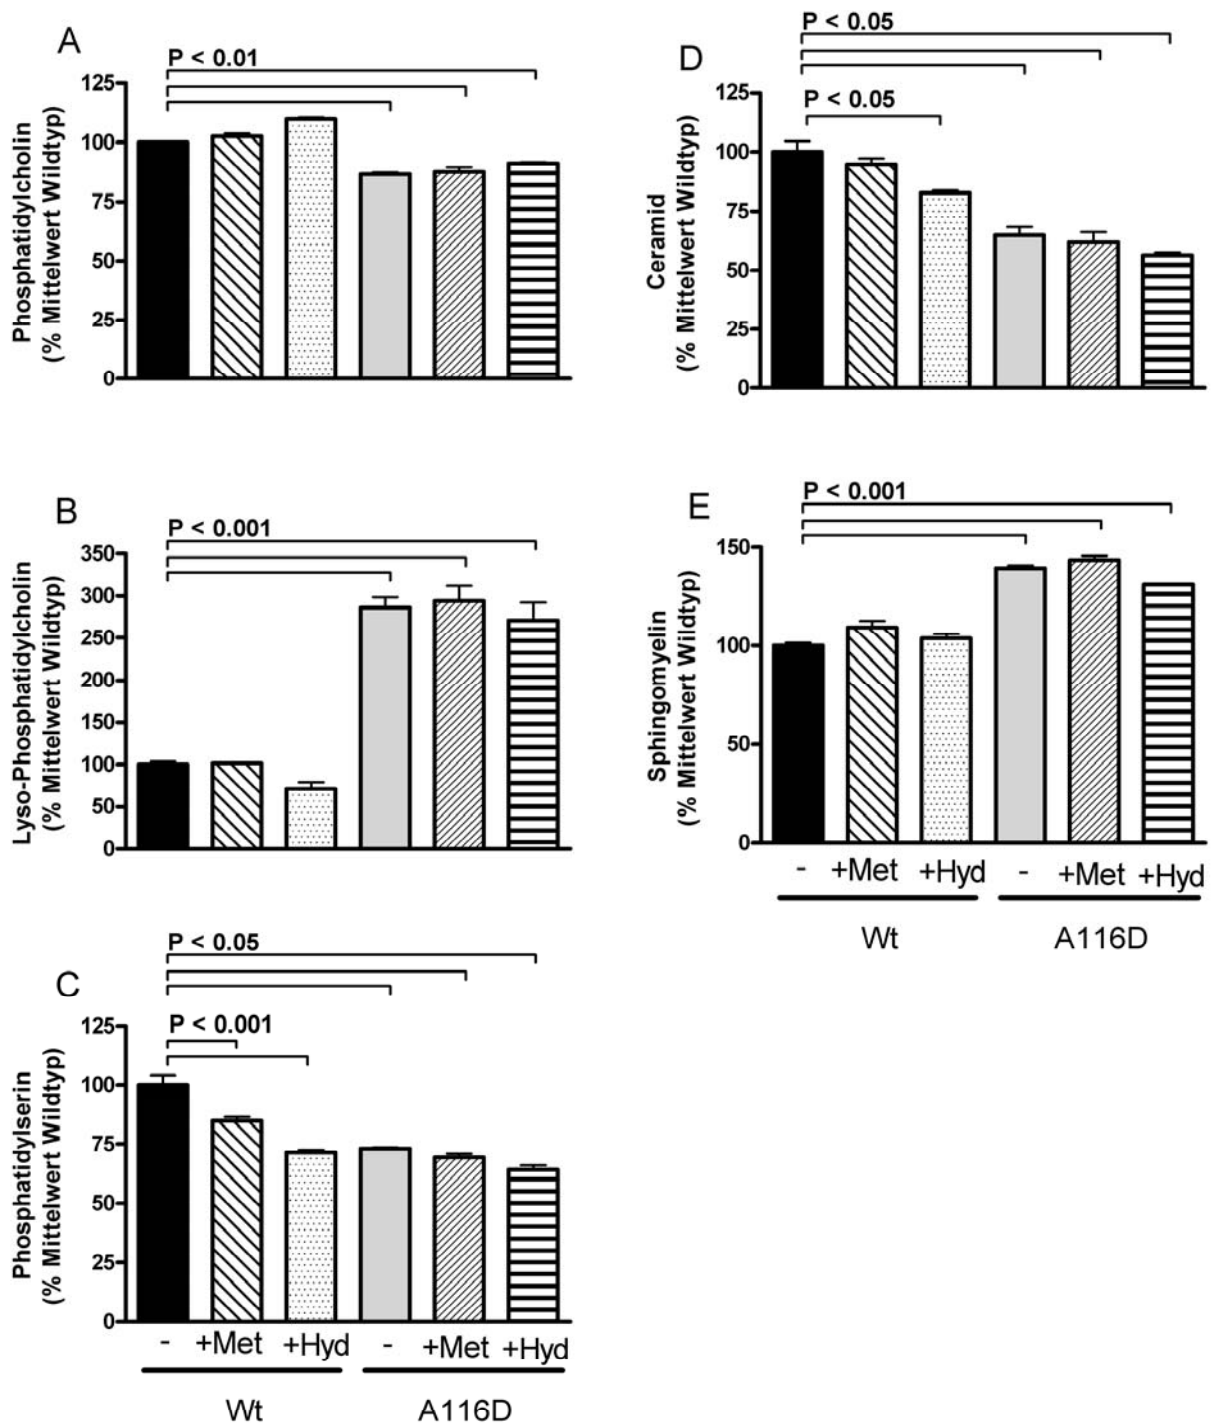 A
P < 0.01
Phosphatidylcholin
(% Mittelwert Wildtyp)
125
100
75
50
25
0
B
P < 0.001
Lyso-Phosphatidylcholin
(% Mittelwert Wildtyp)
350
300
250
200
150
100
50
0
C
P < 0.05
P < 0.001
Phosphatidylserin
(% Mittelwert Wildtyp)
125
100
75
50
25
0
- +Met +Hyd - +Met +Hyd
Wt A116D
D
P < 0.05
P < 0.05
Ceramid
(% Mittelwert Wildtyp)
125
100
75
50
25
0
E
P < 0.001
Sphingomyelin
(% Mittelwert Wildtyp)
150
100
50
0
- +Met +Hyd - +Met +Hyd
Wt A116D